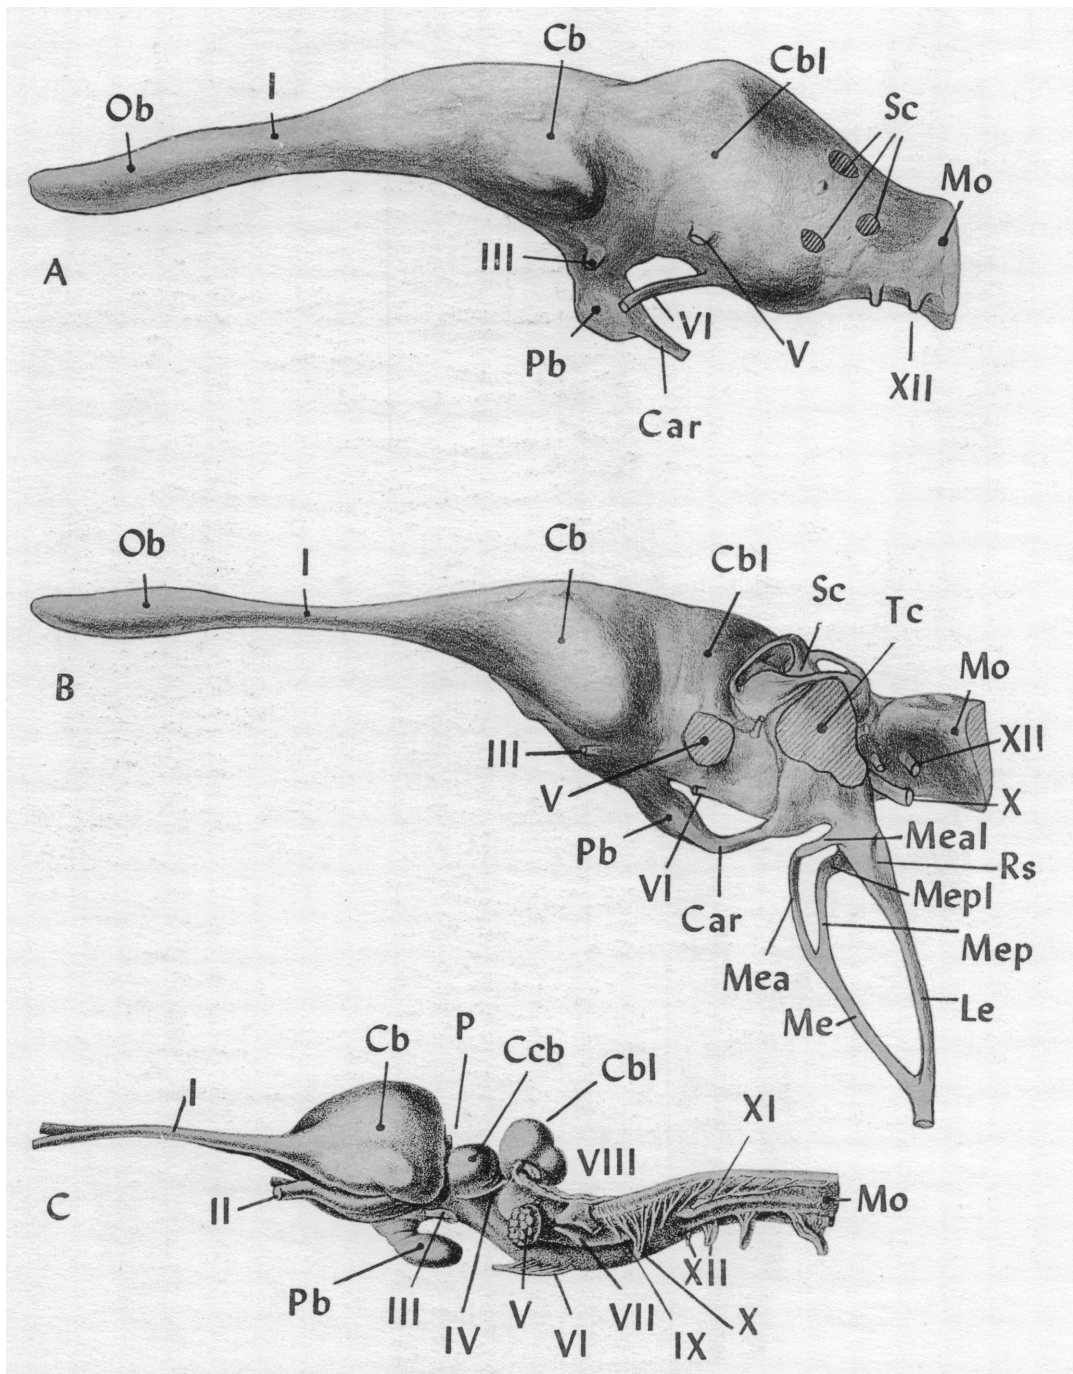 Cb
Cbl
I
Ob
Sc
Mo
III
A
VI
Pb
V
XII
Car
Ob
I
Cb
Cbl
Sc
Tc
Mo
B
XII
III
V
X
Pb
Meal
VI
Rs
Car
Mepl
Mep
Mea
Me
Le
P
Cb
Ccb
Cbl
I
XI
VIII
C
II
Mo
Pb
III
IV
V
VI
VII
IX
X
XII